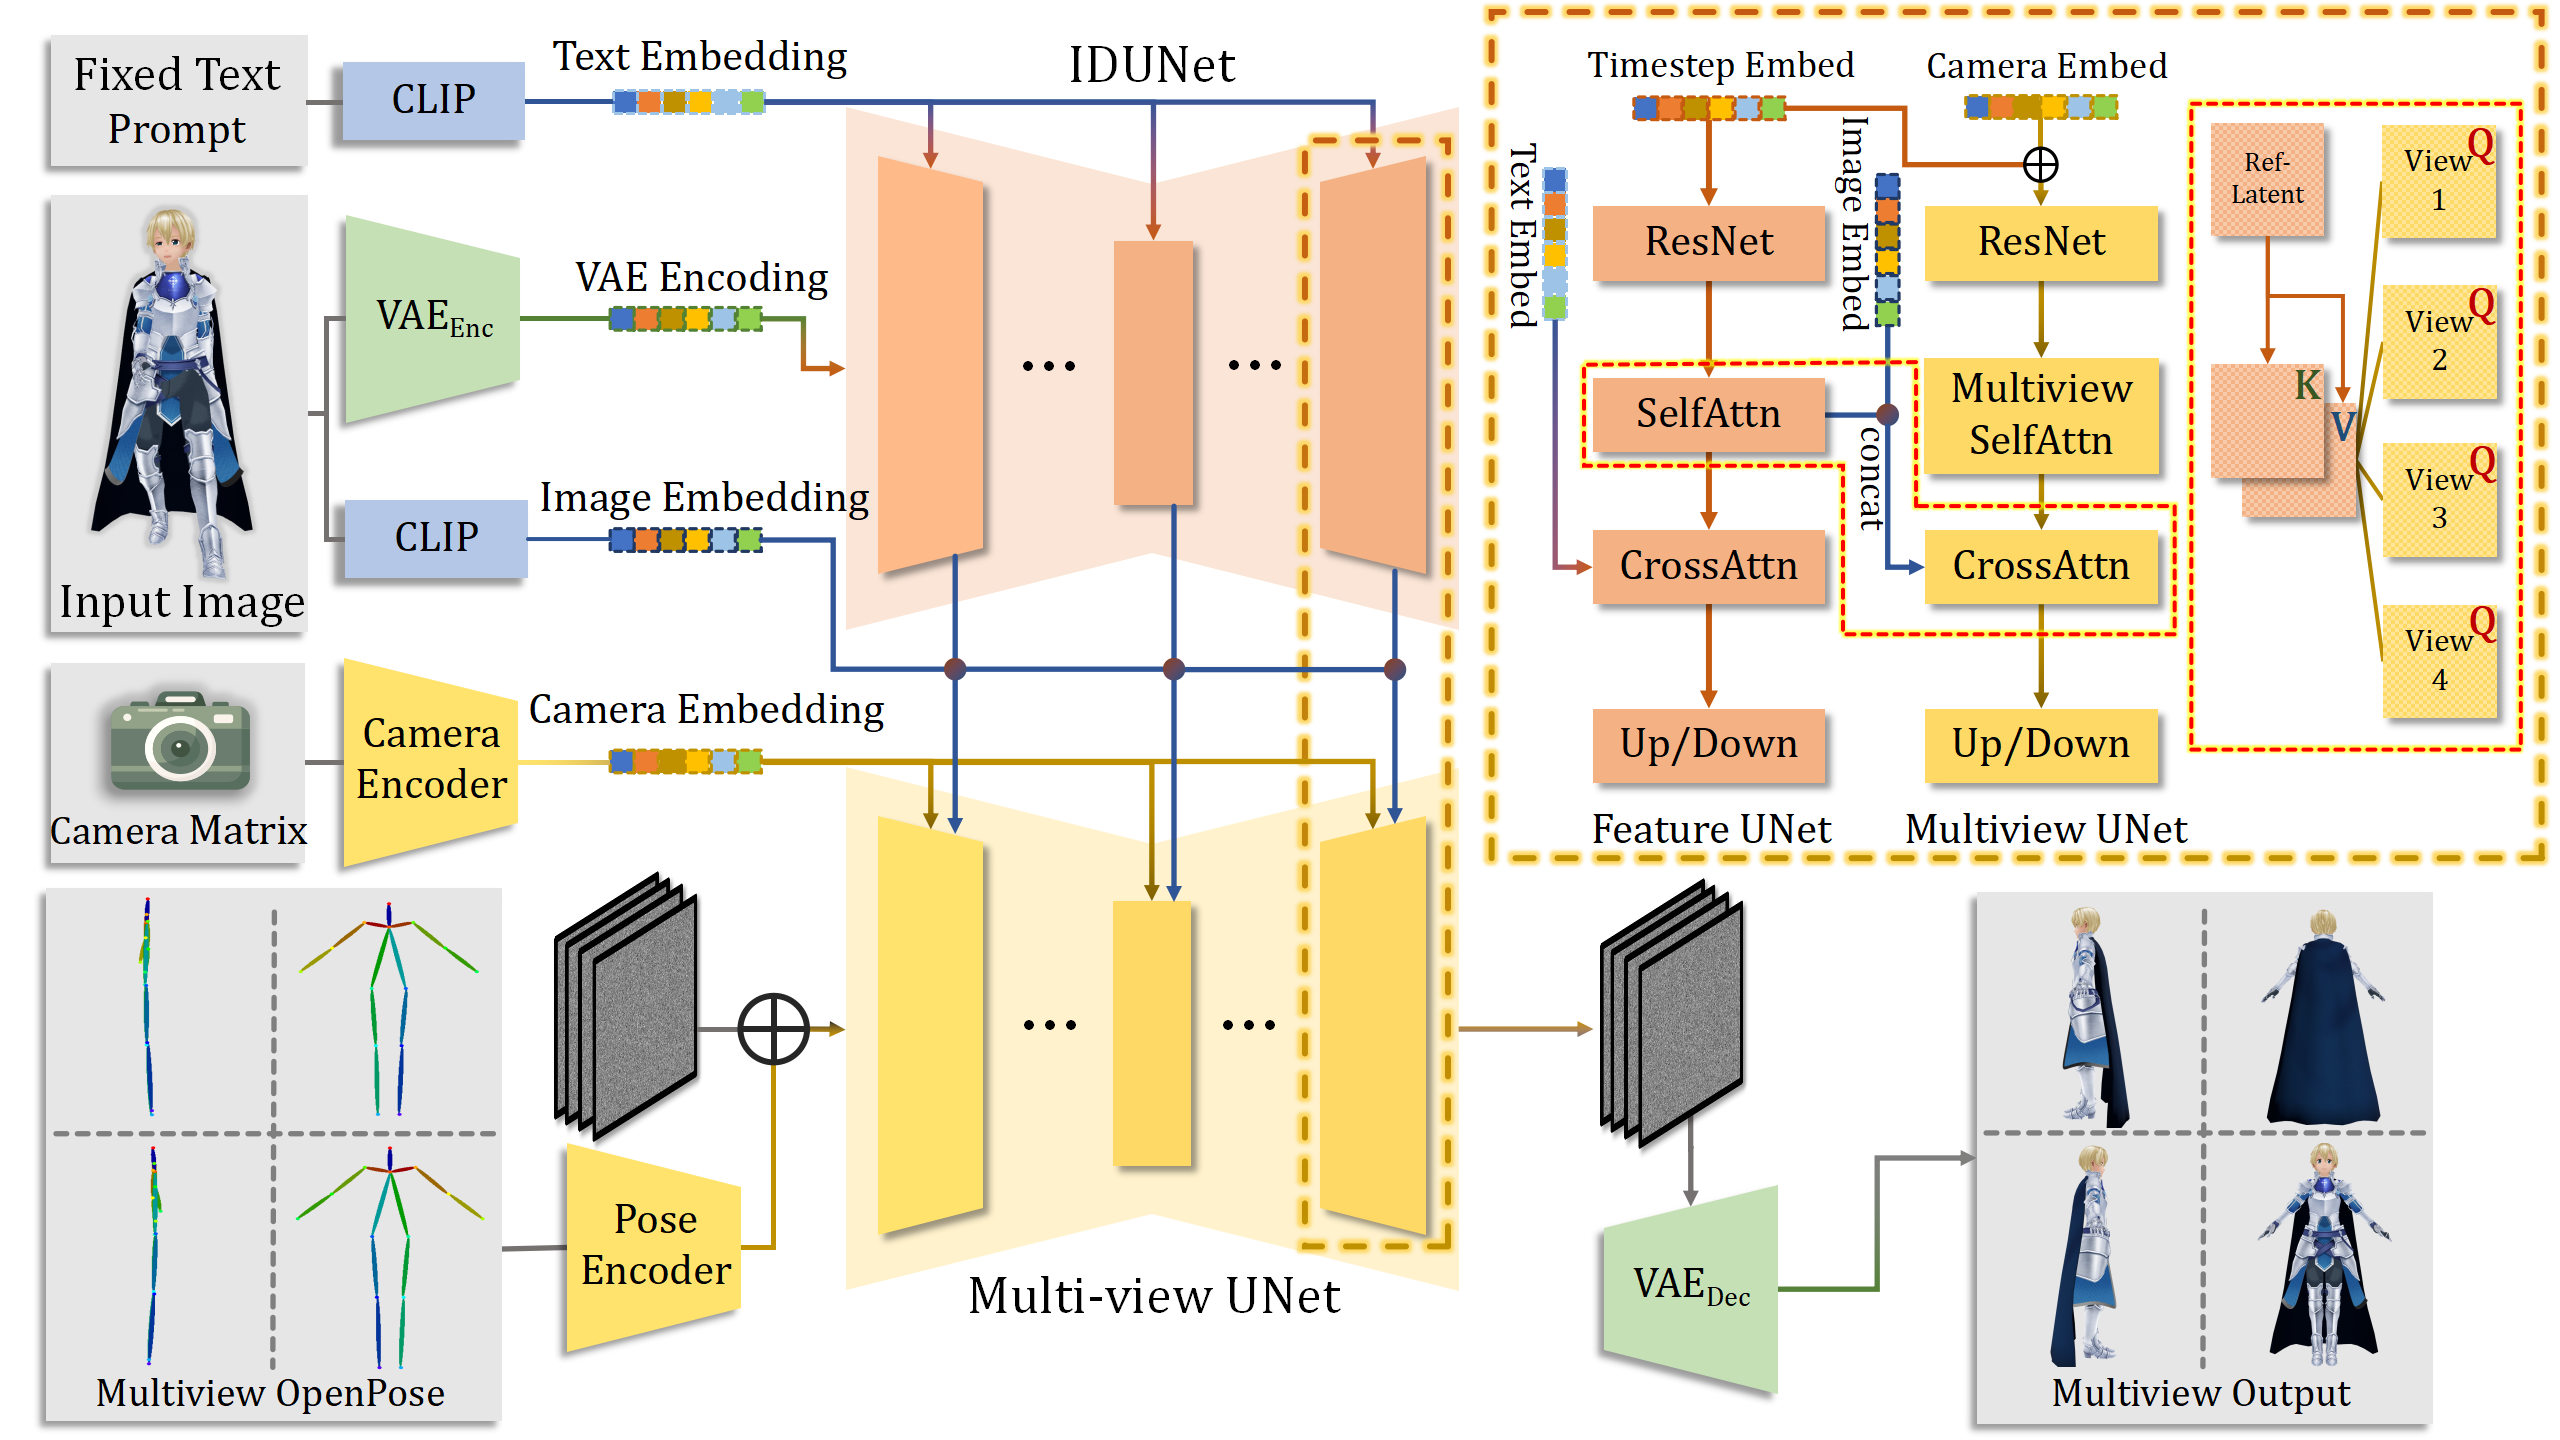 Fixed Text
Prompt
CLIP
Text Embedding
IDUNet
VAE Enc
VAE Encoding
CLIP
Image Embedding
Input Image
Camera
Encoder
Camera Embedding
Camera Matrix
Multiview OpenPose
Pose
Encoder
Multi-view UNet
Timestep Embed
Camera Embed
Text Embed
Image Embed
ResNet
ResNet
SelfAttn
Multiview
SelfAttn
concat
CrossAttn
CrossAttn
Up/Down
Up/Down
Feature UNet
Multiview UNet
Ref-
Latent
K
V
View Q
1
View Q
2
View Q
3
View Q
4
VAE Dec
Multiview Output